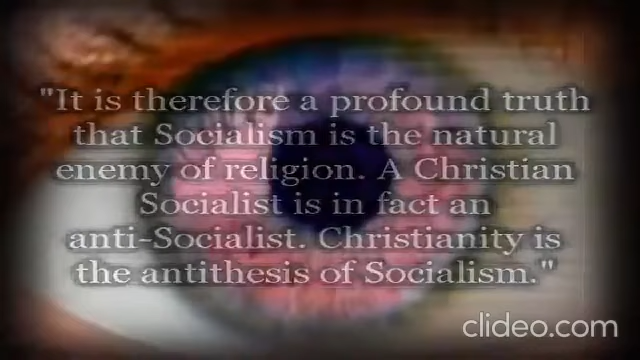 "It is therefore a profound truth
that Socialism is the natural
enemy of religion. A Christian
Socialist is in fact an
anti-Socialist. Christianity is
the antithesis of Socialism."
clideo.com